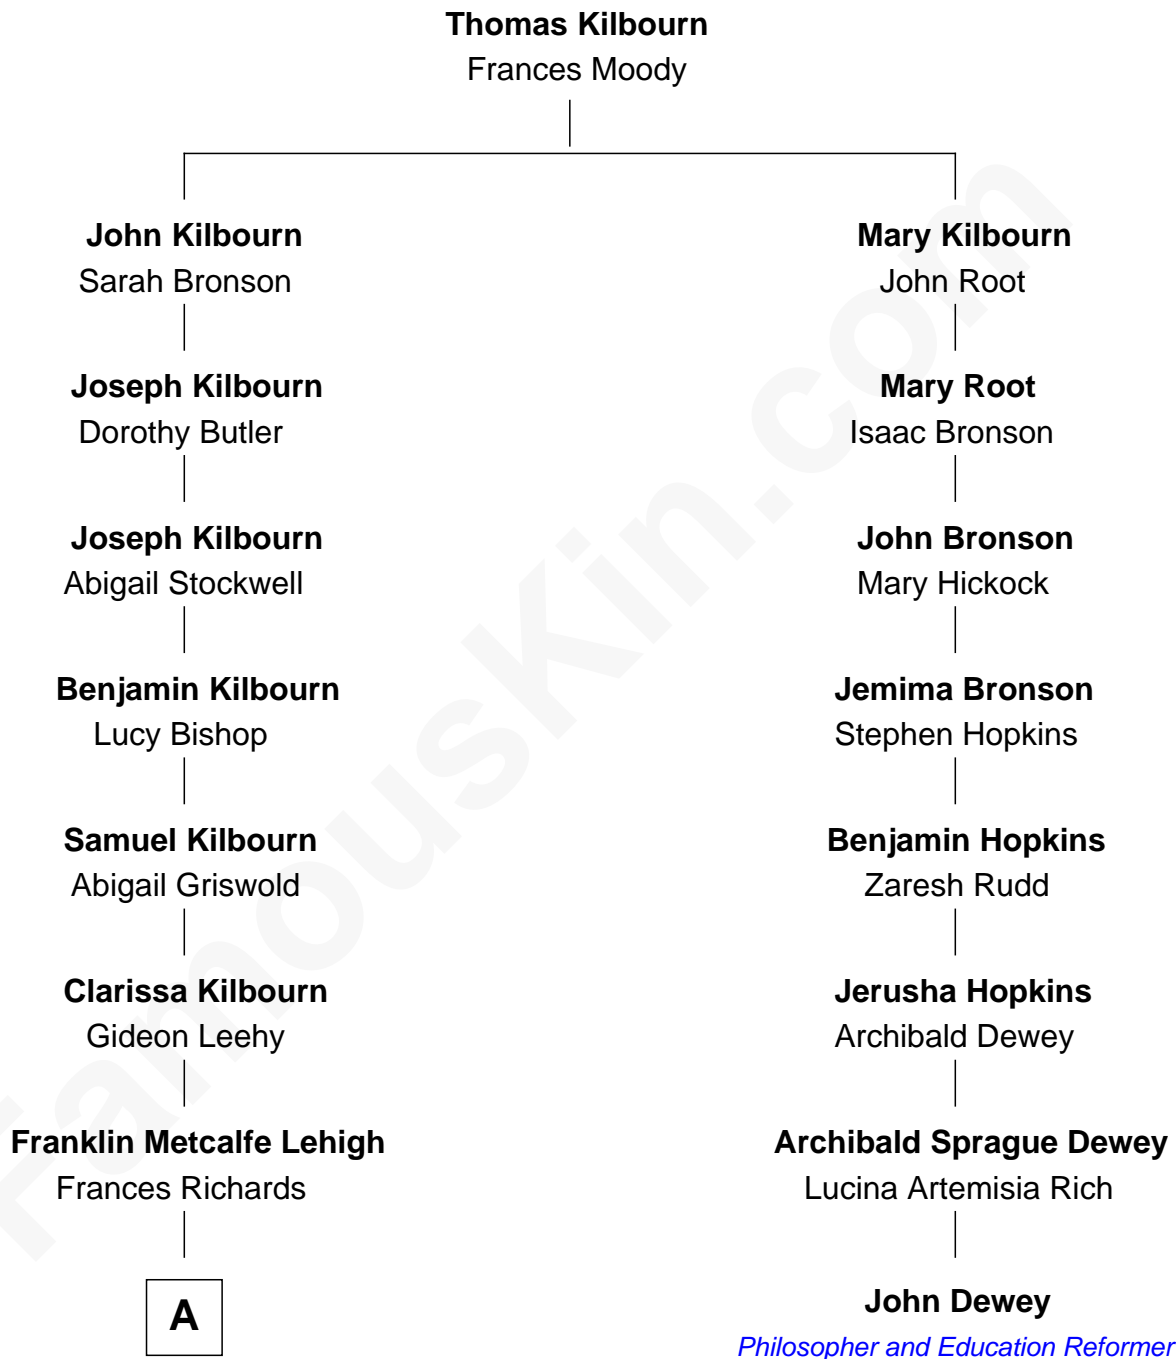 Thomas Kilbourn
Frances Moody
John Kilbourn
Sarah Bronson
Mary Kilbourn
John Root
Joseph Kilbourn
Dorothy Butler
Mary Root
Isaac Bronson
Joseph Kilbourn
Abigail Stockwell
John Bronson
Mary Hickock
Benjamin Kilbourn
Lucy Bishop
Jemima Bronson
Stephen Hopkins
Samuel Kilbourn
Abigail Griswold
Benjamin Hopkins
Zaresh Rudd
Clarissa Kilbourn
Gideon Leehy
Jerusha Hopkins
Archibald Dewey
Franklin Metcalfe Lehigh
Frances Richards
Archibald Sprague Dewey
Lucina Artemisia Rich
A
John Dewey
Philosopher and Education Reformer
FamousKin.com